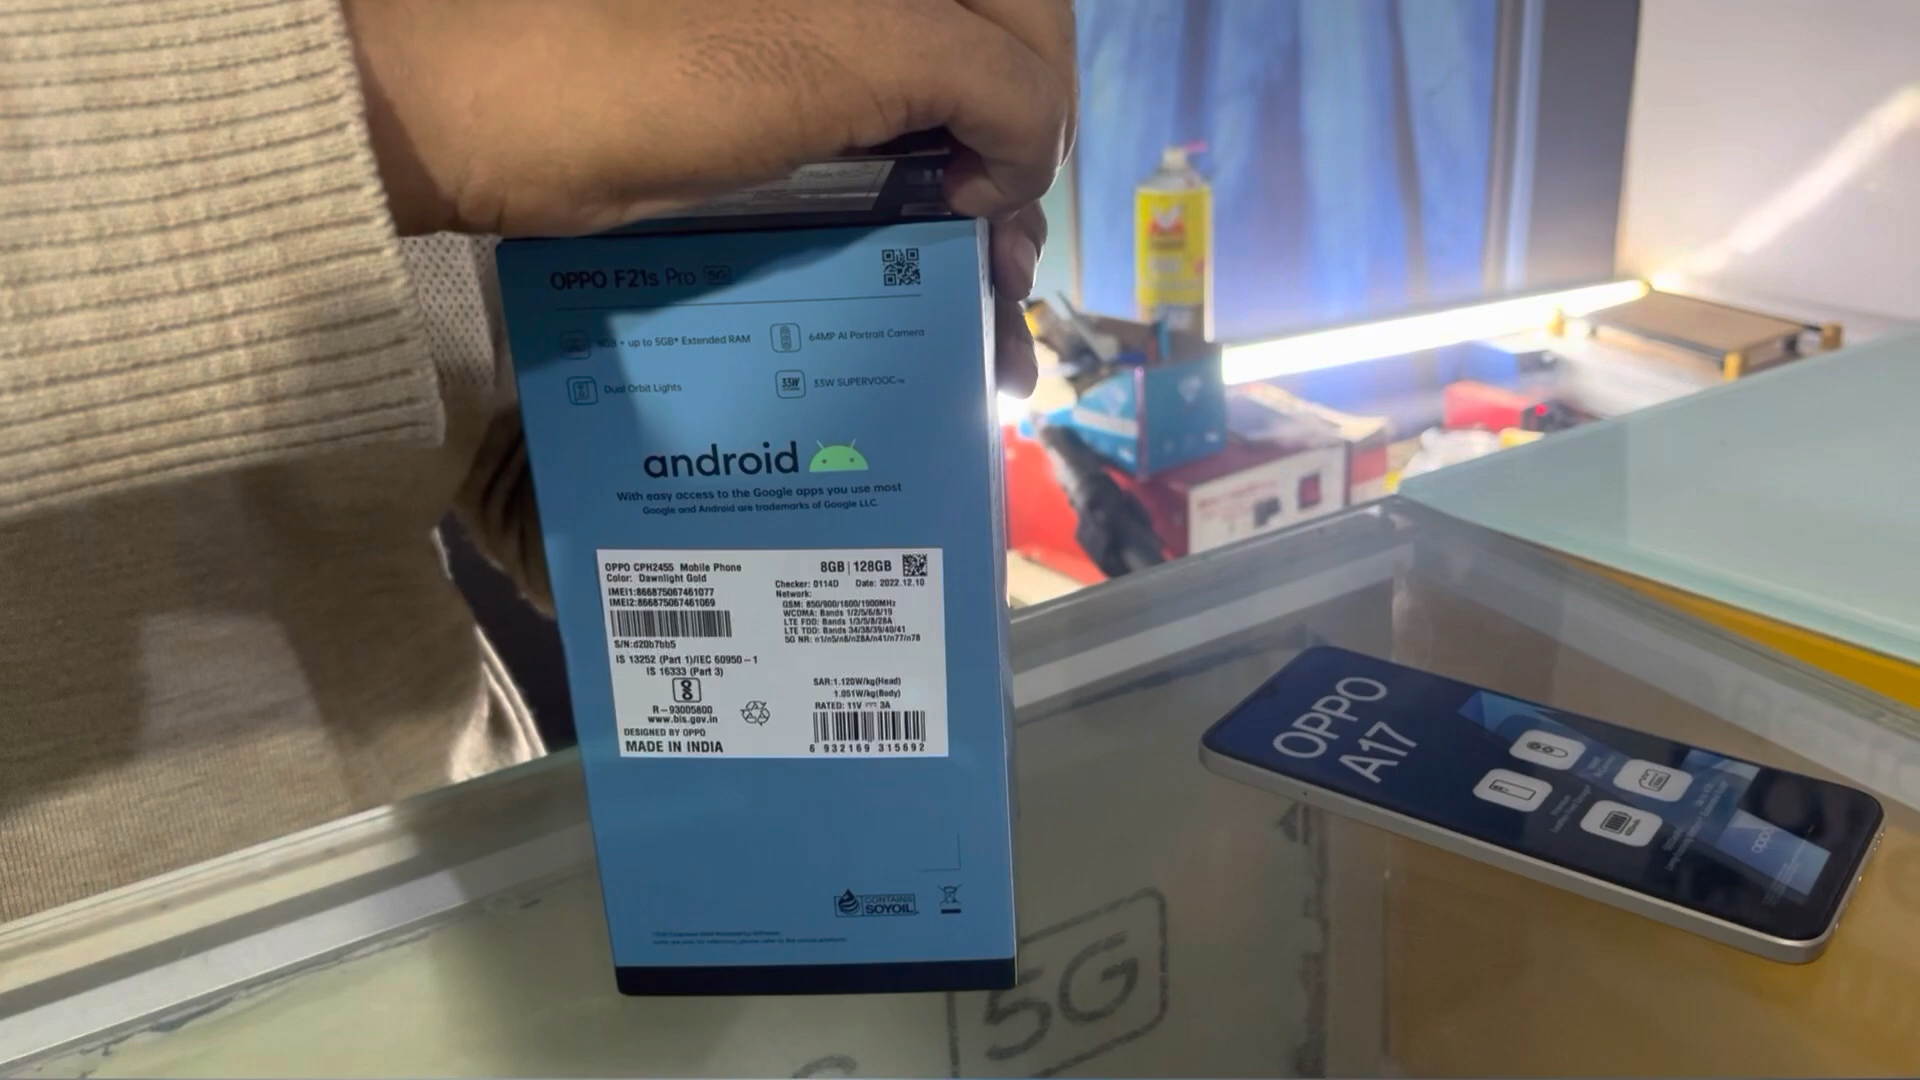 OPPO F21s Pro 5G
8GB + up to 5GB* Extended RAM
64MP AI Portrait Camera
Dual Orbit Lights
33W
33W SUPERVOOC™
android
With easy access to the Google apps you use most
Google and Android are trademarks of Google LLC.
OPPO CPH2455 Mobile Phone
Color: Dawnlight Gold
IMEI1:866875067461077
IMEI2:866875067461069
S/N:d20b7bb5
IS 13252 (Part 1)/IEC 60950-1
IS 16333 (Part 3)
R-93005800
www.bis.gov.in
DESIGNED BY OPPO
MADE IN INDIA
8GB | 128GB
Checker: 0114D Date: 2022.12.10
Network:
GSM: 850/900/1800/1900MHz
WCDMA: Bands 1/2/5/6/8/19
LTE FDD: Bands 1/3/5/8/28A
LTE TDD: Bands 34/38/39/40/41
5G NR: n1/n5/n8/n28A/n41/n77/n78
SAR:1.120W/kg(Head)
1.051W/kg(Body)
RATED: 11V 3A
6 932169 315692
CONTAINS
SOYOIL
OPPO
A17
oppo
5G